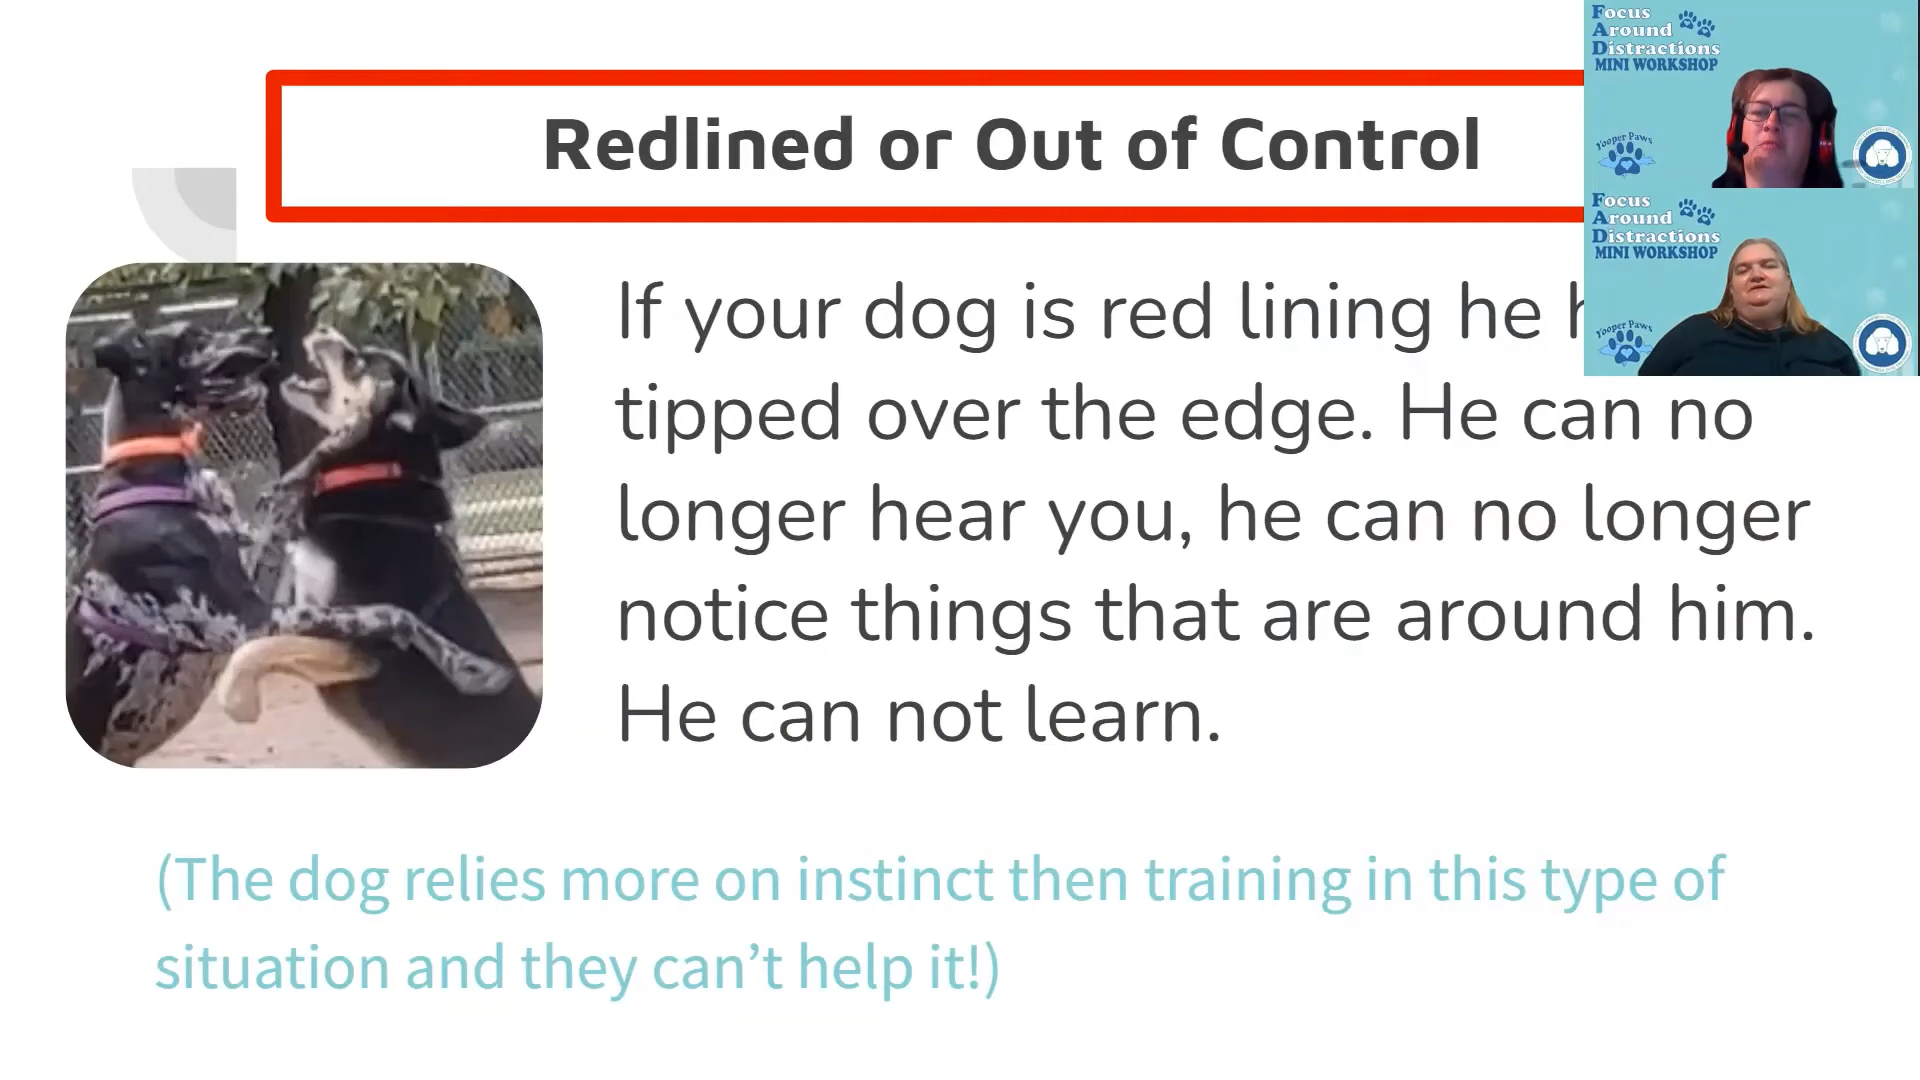 Redlined or Out of Control
If your dog is red lining he
tipped over the edge. He can no
longer hear you, he can no longer
notice things that are around him.
He can not learn.
(The dog relies more on instinct then training in this type of
situation and they can't help it!)
Focus
Around
Distractions
MINI WORKSHOP
Yooper Paws
Focus
Around
Distractions
MINI WORKSHOP
Yooper Paws